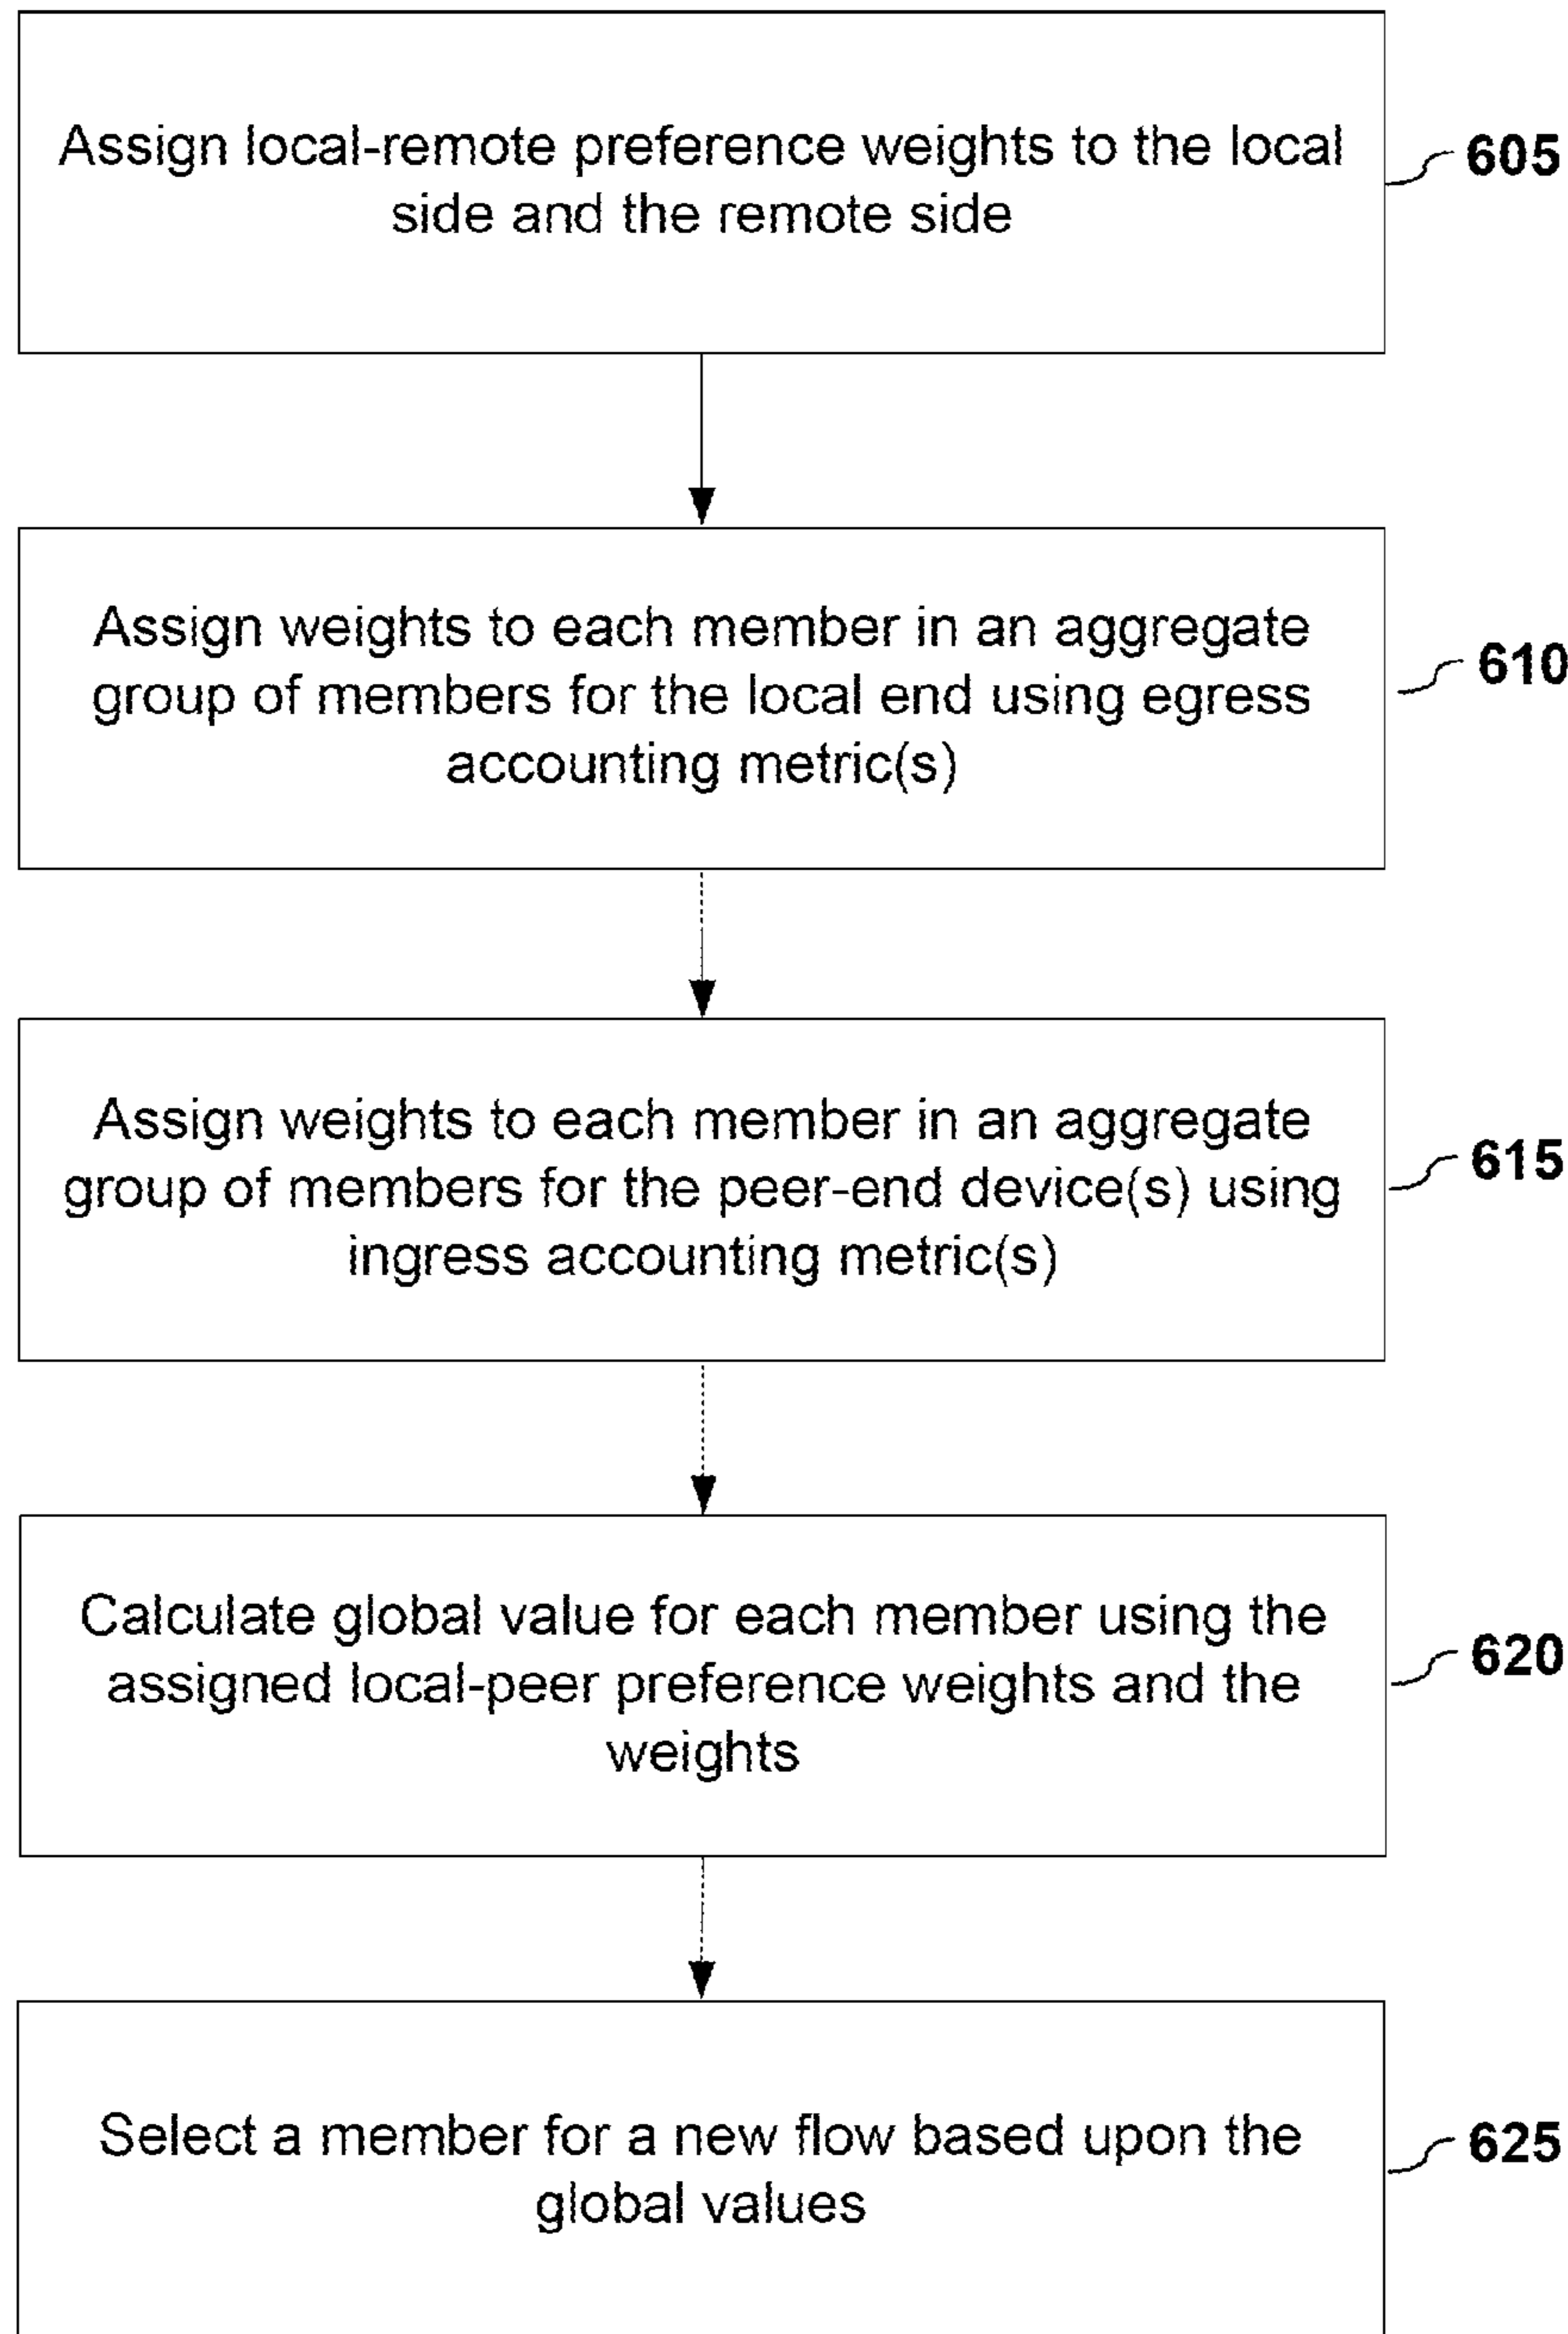 Assign local-remote preference weights to the local
side and the remote side
605
Assign weights to each member in an aggregate
group of members for the local end using egress
accounting metric(s)
610
Assign weights to each member in an aggregate
group of members for the peer-end device(s) using
ingress accounting metric(s)
615
Calculate global value for each member using the
assigned local-peer preference weights and the
weights
620
Select a member for a new flow based upon the
global values
625